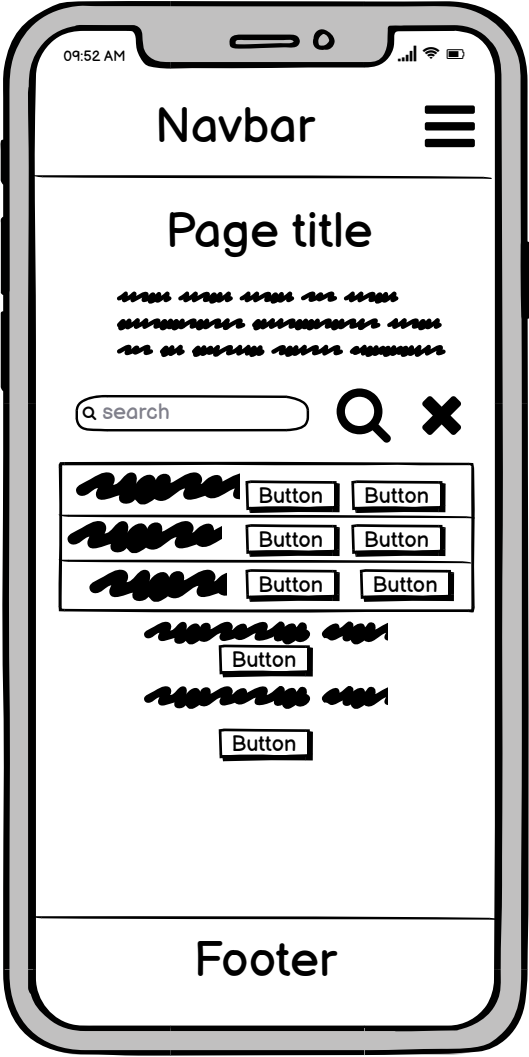 09:52 AM
Navbar
Page title
search
Button Button
Button Button
Button Button
Button
Button
Footer